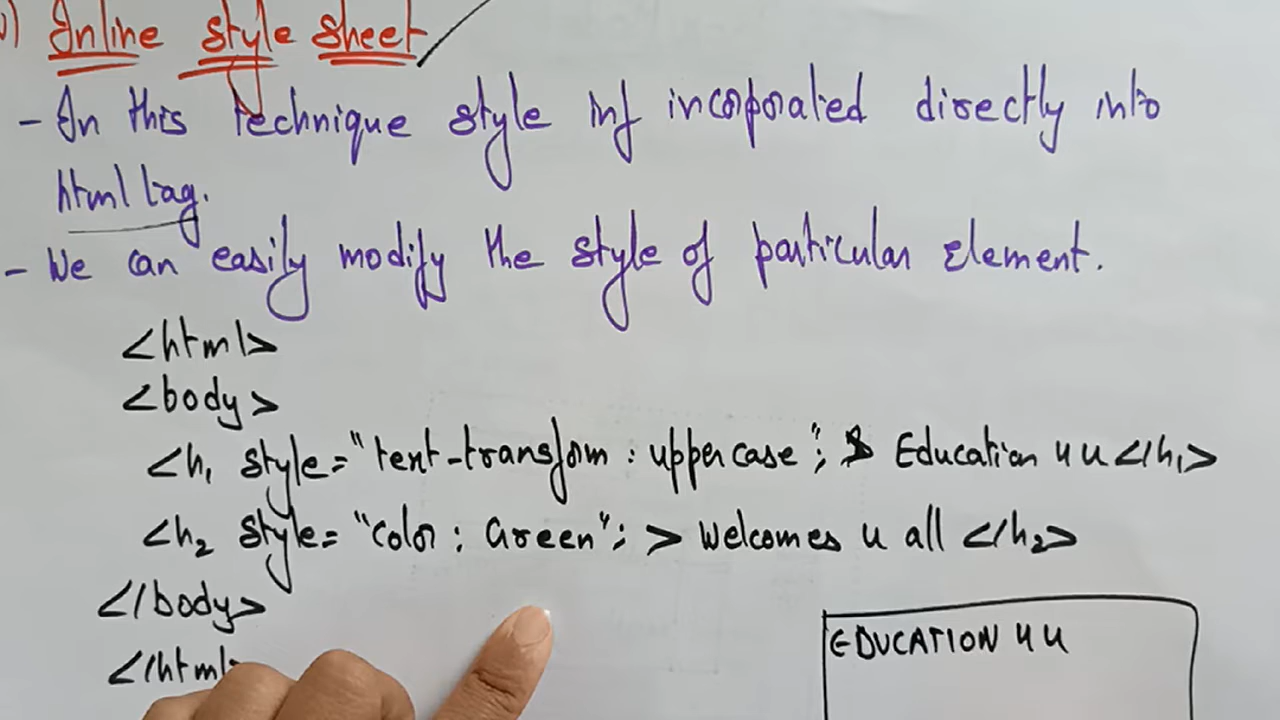 Inline style sheet
- In this technique style inf incorporated directly into
html tag.
- We can easily modify the style of particular Element.
<html>
<body>
<h1 style="text-transform : uppercase"; > Education 4 u </h1>
<h2 style= "color : Green"; > Welcomes u all </h2>
</body>
</html>
EDUCATION 4 U